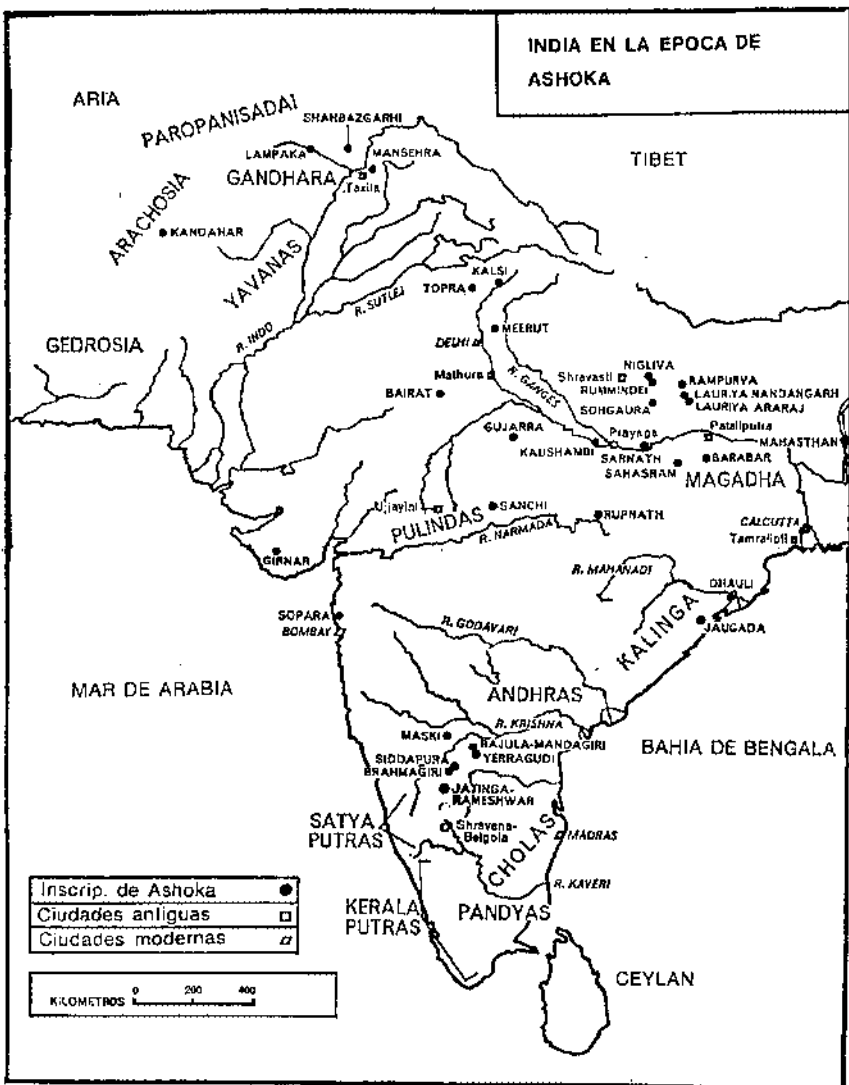 INDIA EN LA EPOCA DE
ASHOKA
ARIA
PAROPANISADAI
SHAHBAZGARHI
TIBET
LAMPAKA
MANSEHRA
GANDHARA
Taxila
ARACHOSIA
KANDAHAR
YAVANAS
KALSI
TOPRA
R. SUTLEJ
R. INDO
MEERUT
DELHI
GEDROSIA
R. GANGES
NIGLIVA
Mathura
Shravasti
RAMPURVA
RUMMINDEI
BAIRAT
LAURIYA NANDANGARH
SOHGAURA
LAURIYA ARARAJ
GUJARRA
Prayaga
Pataliputra
KAUSHAMBI
MAHASTHAN
SARNATH
BARABAR
SAHASRAM
MAGADHA
Ujjayini
SANCHI
RUPNATH
PULINDAS
CALCUTTA
R. NARMADA
Tamralipti
GIRNAR
R. MAHANADI
DHAULI
SOPARA
KALINGA
JAUGADA
BOMBAY
R. GODAVARI
MAR DE ARABIA
ANDHRAS
R. KRISHNA
MASKI
RAJULA-MANDAGIRI
BAHIA DE BENGALA
YERRAGUDI
SIDDAPURA
BRAHMAGIRI
JATINGA-
RAMESHWAR
SATYA
PUTRAS
Shravana-
Belgola
CHOLAS
MADRAS
Inscrip. de Ashoka
Ciudades antiguas
Ciudades modernas
R. KAVERI
KERALA
PUTRAS
PANDYAS
CEYLAN
KILOMETROS 0 200 400